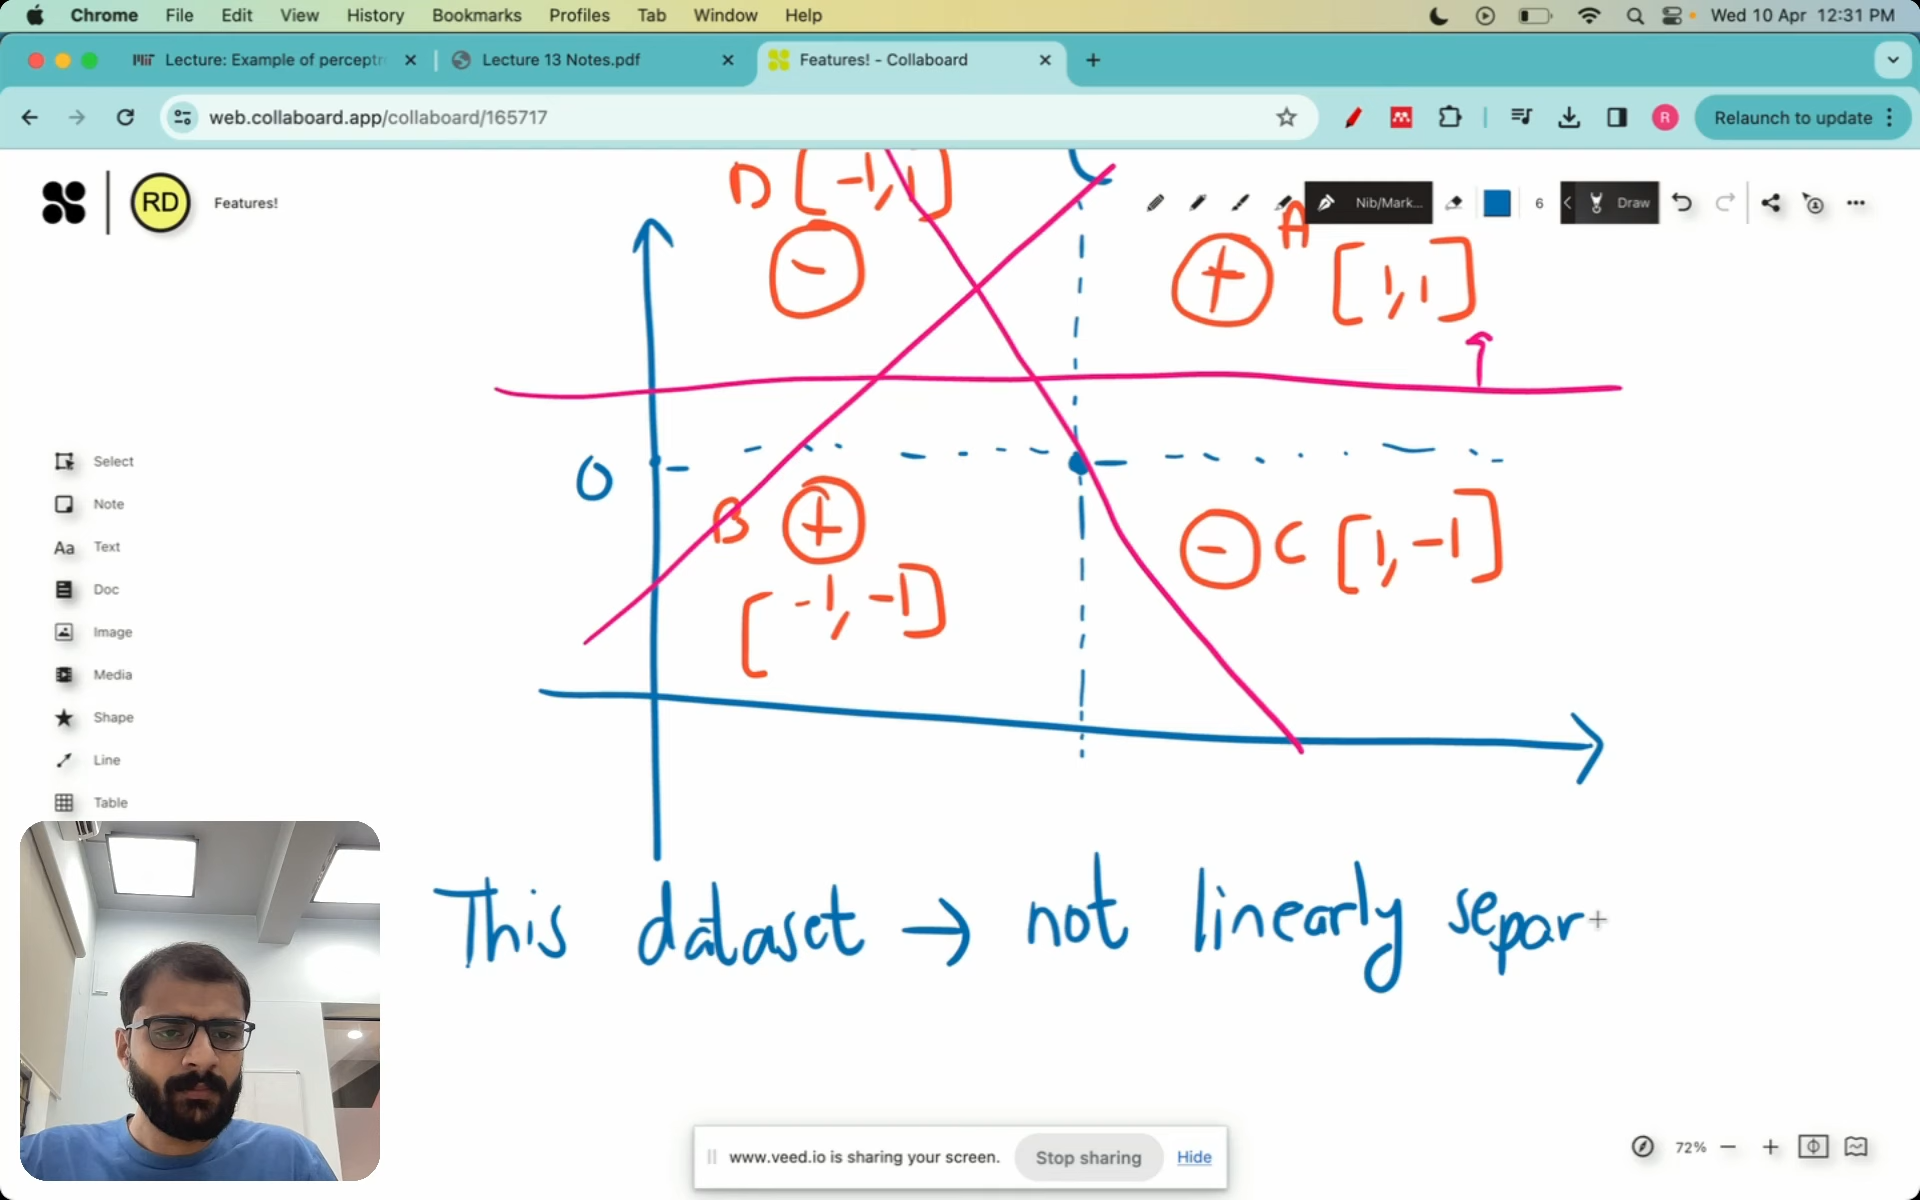 Chrome File Edit View History Bookmarks Profiles Tab Window Help Wed 10 Apr 12:31 PM
MIT Lecture: Example of perceptr Lecture 13 Notes.pdf Features! - Collaboard
web.collaboard.app/collaboard/165717 R Relaunch to update
RD Features! Nib/Mark... 6 Draw
D [-1, 1]
A
- + [1, 1]
Select
0
Note
B + - C [1, -1]
Aa Text
Doc
[-1, -1]
Image
Media
Shape
Line
Table
This dataset → not linearly separ
www.veed.io is sharing your screen. Stop sharing Hide
72%